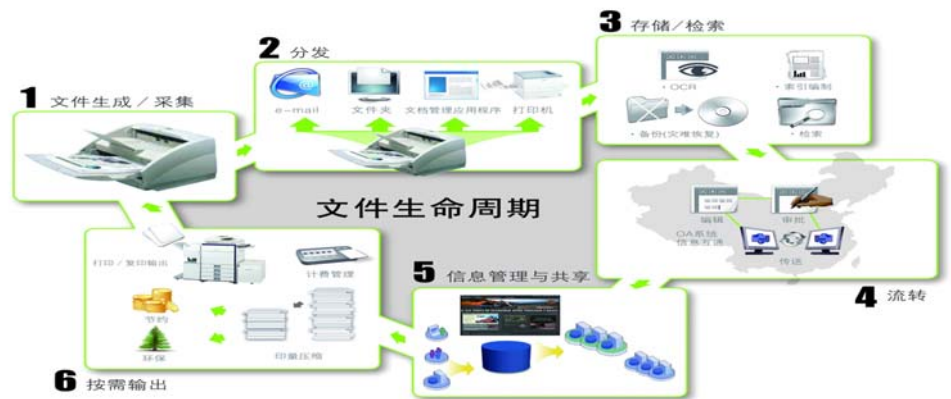 1 文件生成/采集
2 分发
e-mail
文件夹
文档管理应用程序
打印机
3 存储/检索
・OCR
・索引编制
・备份(灾难恢复)
・检索
文件生命周期
编辑
审批
OA系统
信息互通
传送
4 流转
5 信息管理与共享
打印/复印输出
计费管理
节约
环保
印量压缩
6 按需输出